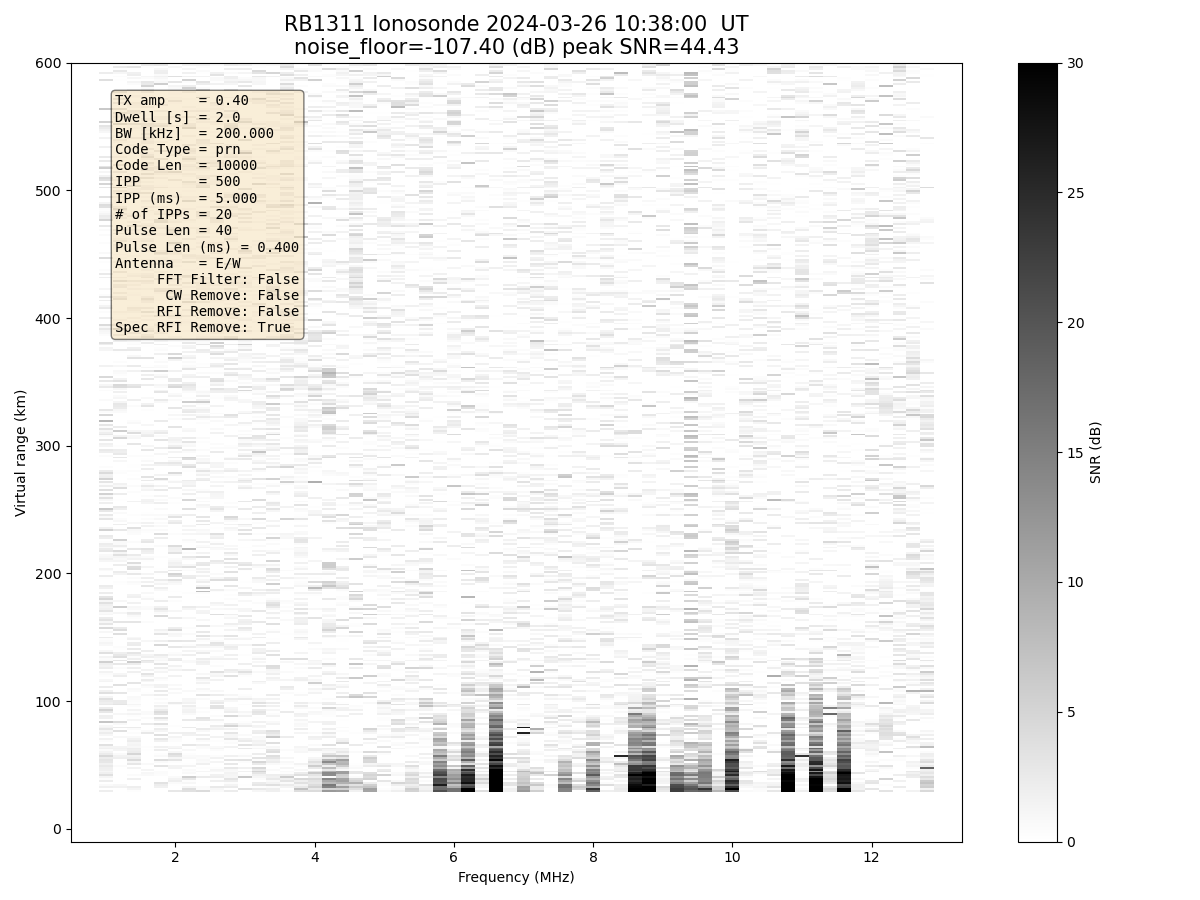 RB1311 Ionosonde 2024-03-26 10:38:00  UT
noise_floor=-107.40 (dB) peak SNR=44.43
TX amp    = 0.40
Dwell [s] = 2.0
BW [kHz]  = 200.000
Code Type = prn
Code Len  = 10000
IPP       = 500
IPP (ms)  = 5.000
# of IPPs = 20
Pulse Len = 40
Pulse Len (ms) = 0.400
Antenna   = E/W
FFT Filter: False
CW Remove: False
RFI Remove: False
Spec RFI Remove: True
600
500
400
300
200
100
0
Virtual range (km)
2
4
6
8
10
12
Frequency (MHz)
30
25
20
15
10
5
0
SNR (dB)